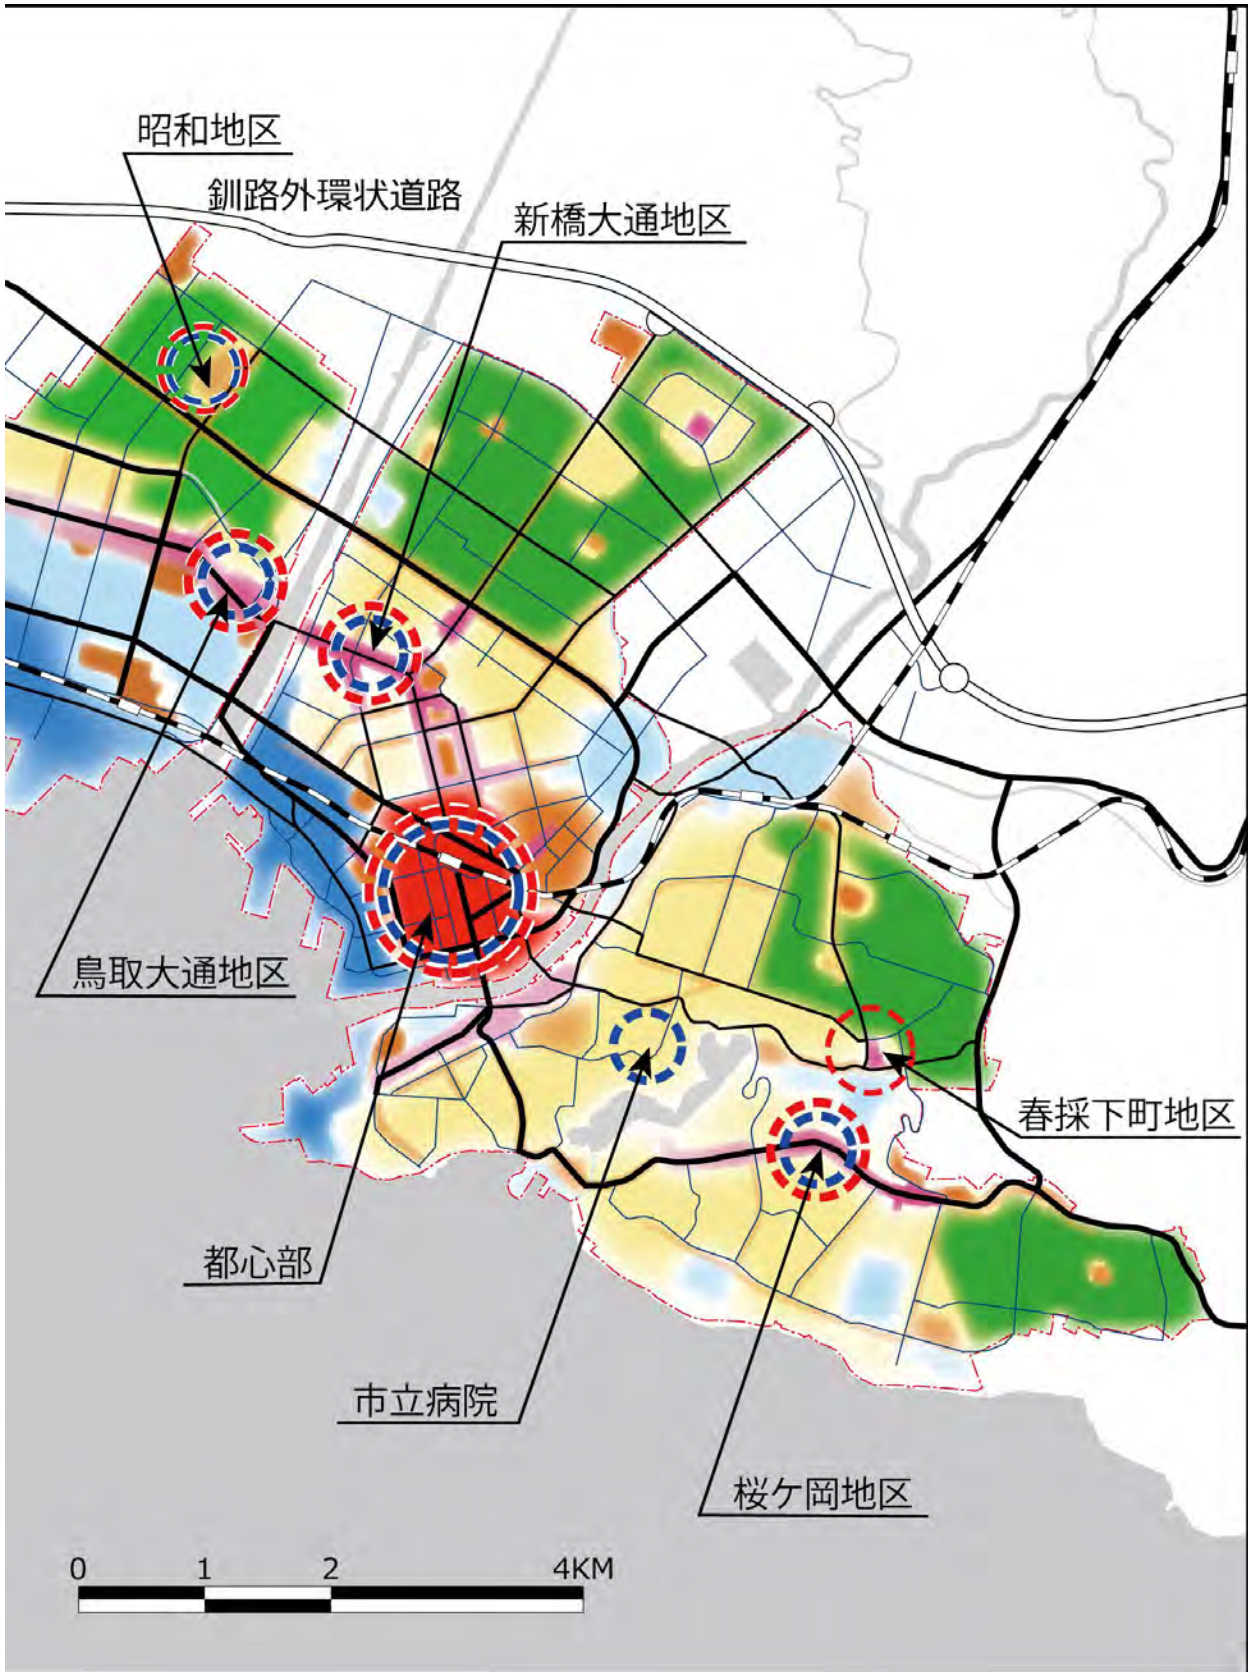 昭和地区
釧路外環状道路
新橋大通地区
鳥取大通地区
春採下町地区
都心部
市立病院
桜ケ岡地区
0 1 2 4KM